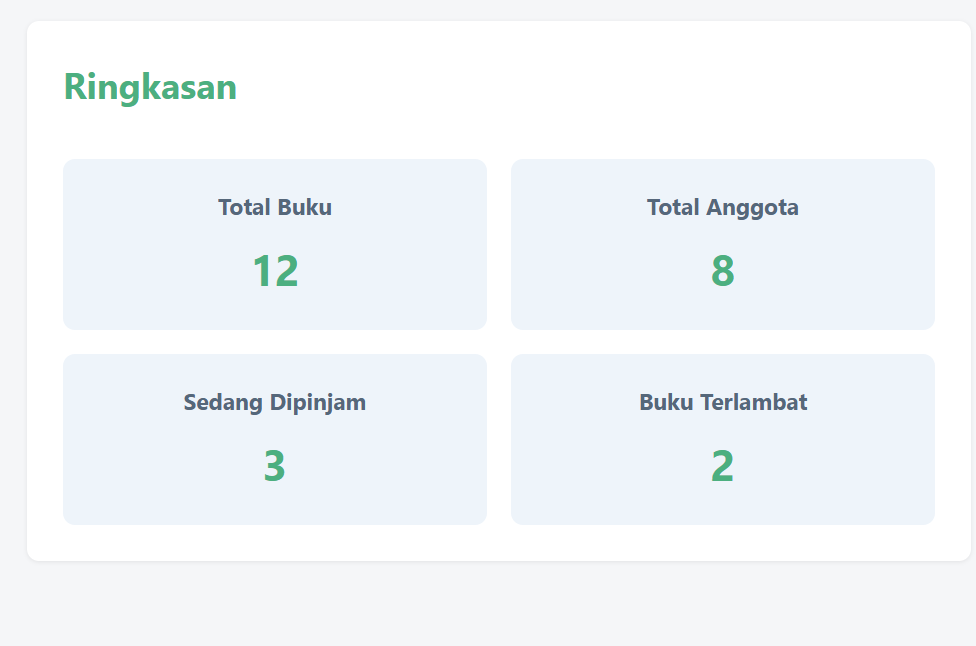 Ringkasan
Total Buku
12
Total Anggota
8
Sedang Dipinjam
3
Buku Terlambat
2